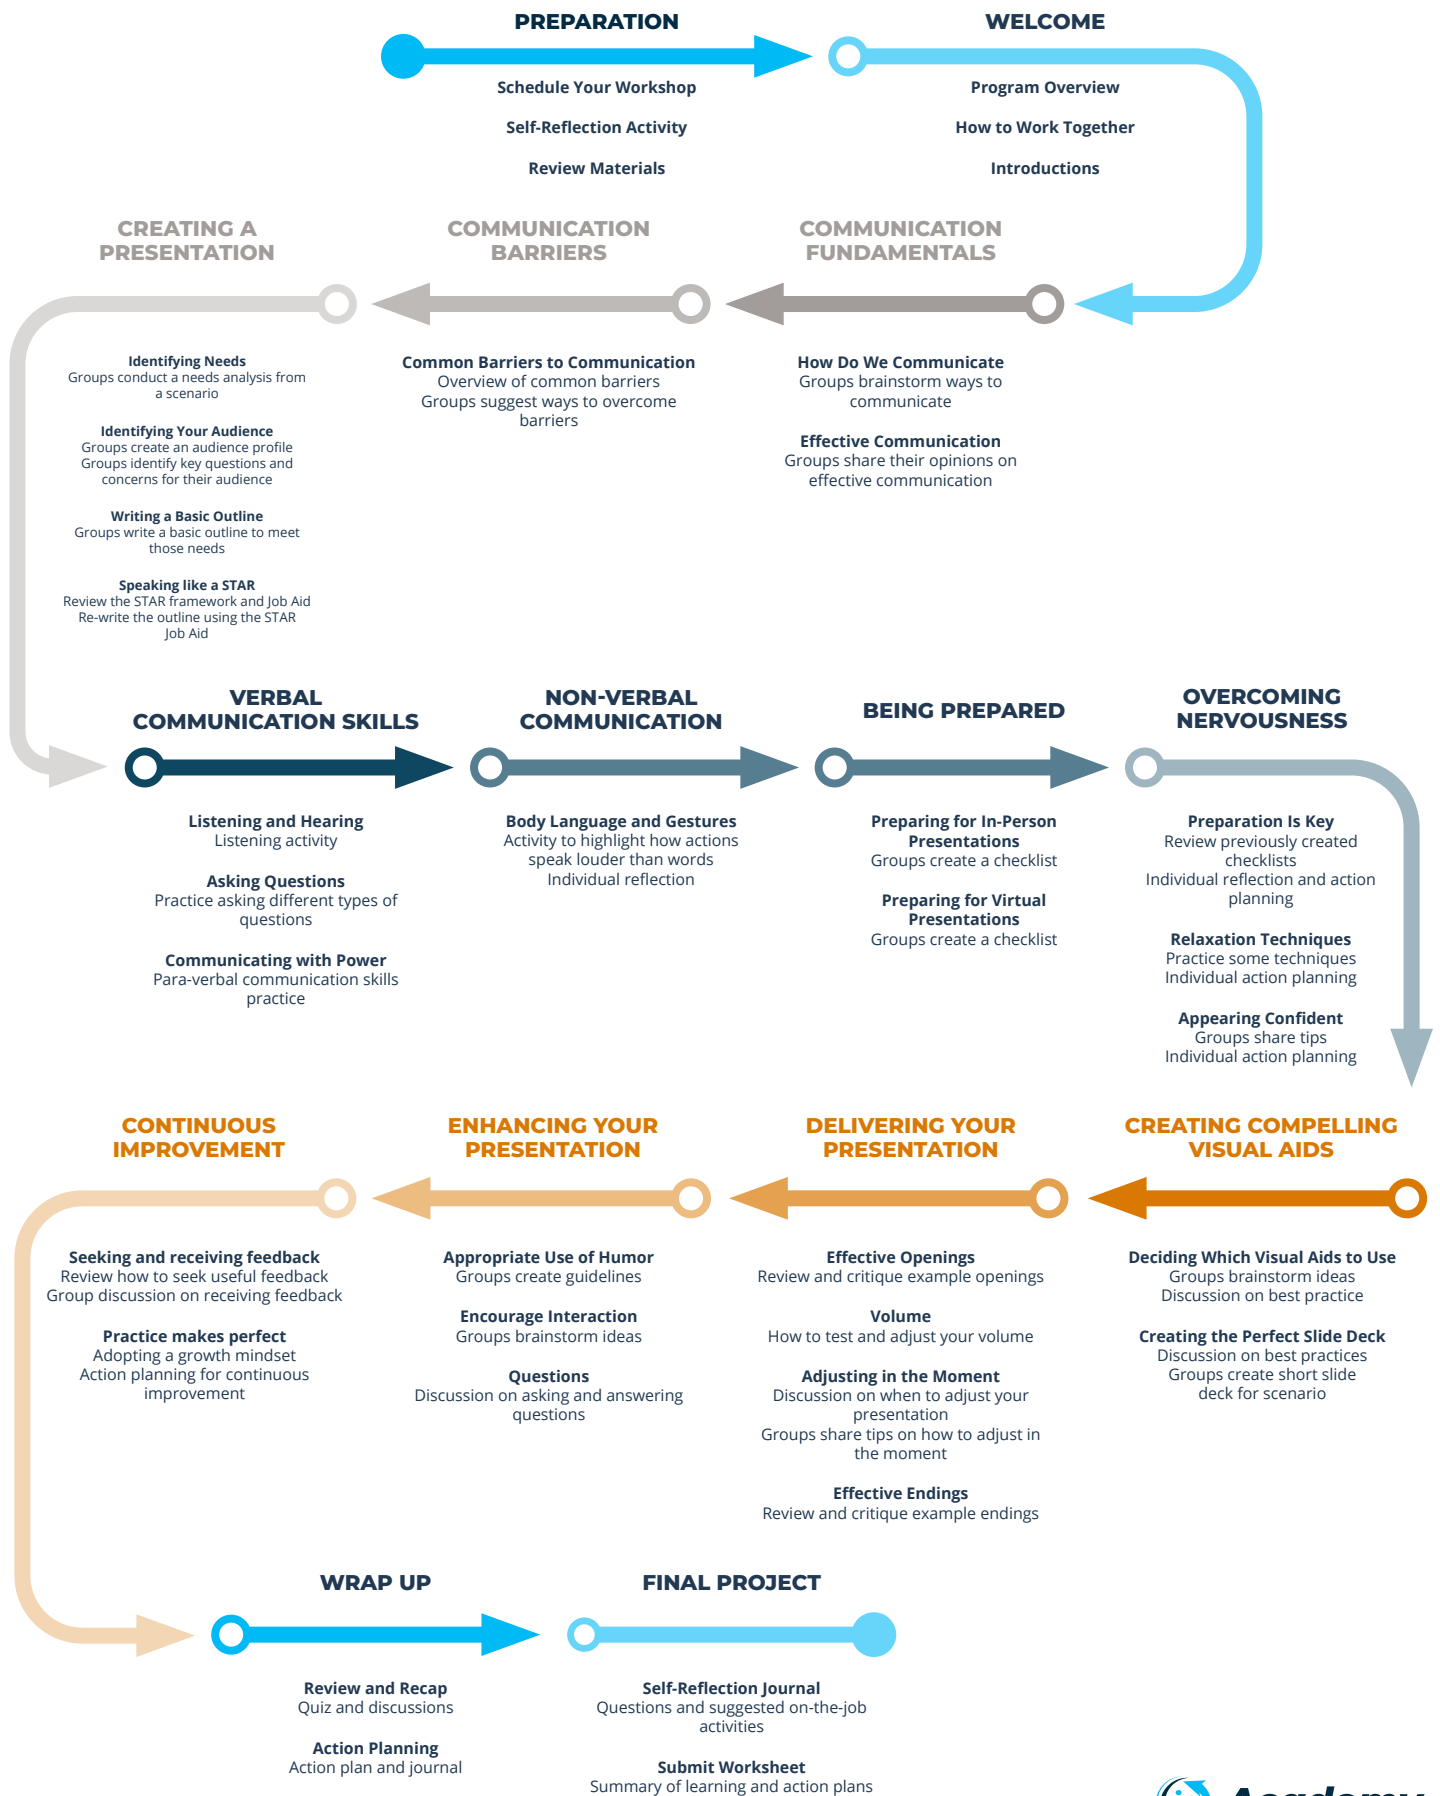 PREPARATION
Schedule Your Workshop
Self-Reflection Activity
Review Materials
WELCOME
Program Overview
How to Work Together
Introductions
COMMUNICATION
FUNDAMENTALS
How Do We Communicate
Groups brainstorm ways to
communicate
Effective Communication
Groups share their opinions on
effective communication
COMMUNICATION
BARRIERS
Common Barriers to Communication
Overview of common barriers
Groups suggest ways to overcome
barriers
CREATING A
PRESENTATION
Identifying Needs
Groups conduct a needs analysis from
a scenario
Identifying Your Audience
Groups create an audience profile
Groups identify key questions and
concerns for their audience
Writing a Basic Outline
Groups write a basic outline to meet
those needs
Speaking like a STAR
Review the STAR framework and Job Aid
Re-write the outline using the STAR
Job Aid
VERBAL
COMMUNICATION SKILLS
Listening and Hearing
Listening activity
Asking Questions
Practice asking different types of
questions
Communicating with Power
Para-verbal communication skills
practice
NON-VERBAL
COMMUNICATION
Body Language and Gestures
Activity to highlight how actions
speak louder than words
Individual reflection
BEING PREPARED
Preparing for In-Person
Presentations
Groups create a checklist
Preparing for Virtual
Presentations
Groups create a checklist
OVERCOMING
NERVOUSNESS
Preparation Is Key
Review previously created
checklists
Individual reflection and action
planning
Relaxation Techniques
Practice some techniques
Individual action planning
Appearing Confident
Groups share tips
Individual action planning
CREATING COMPELLING
VISUAL AIDS
Deciding Which Visual Aids to Use
Groups brainstorm ideas
Discussion on best practice
Creating the Perfect Slide Deck
Discussion on best practices
Groups create short slide
deck for scenario
DELIVERING YOUR
PRESENTATION
Effective Openings
Review and critique example openings
Volume
How to test and adjust your volume
Adjusting in the Moment
Discussion on when to adjust your
presentation
Groups share tips on how to adjust in
the moment
Effective Endings
Review and critique example endings
ENHANCING YOUR
PRESENTATION
Appropriate Use of Humor
Groups create guidelines
Encourage Interaction
Groups brainstorm ideas
Questions
Discussion on asking and answering
questions
CONTINUOUS
IMPROVEMENT
Seeking and receiving feedback
Review how to seek useful feedback
Group discussion on receiving feedback
Practice makes perfect
Adopting a growth mindset
Action planning for continuous
improvement
WRAP UP
Review and Recap
Quiz and discussions
Action Planning
Action plan and journal
FINAL PROJECT
Self-Reflection Journal
Questions and suggested on-the-job
activities
Submit Worksheet
Summary of learning and action plans
Academy